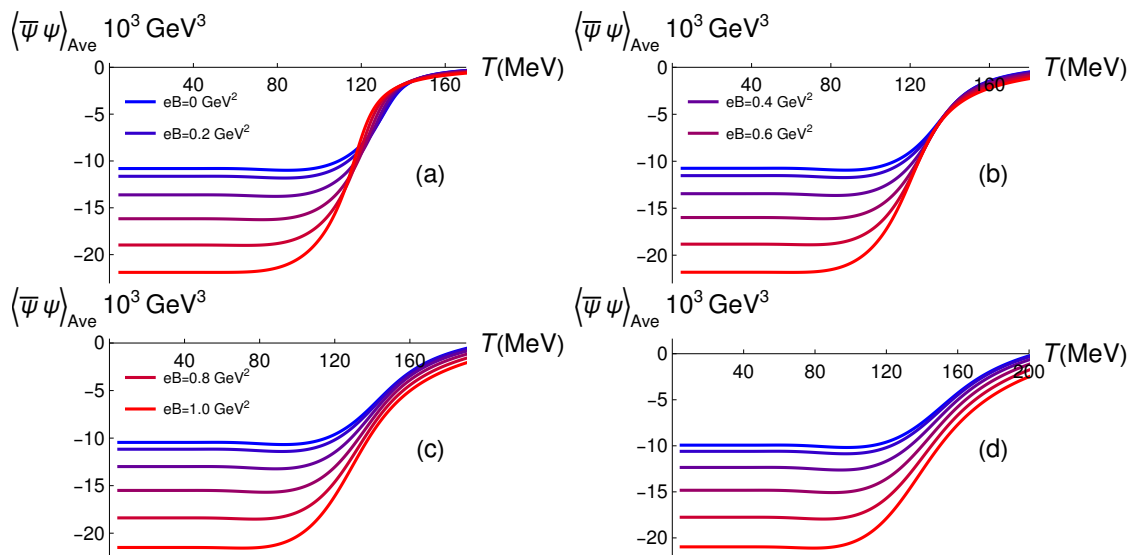 ⟨ψ̅ ψ⟩Ave 10³ GeV³
T(MeV)
0
40
80
120
160
-5
-10
-15
-20
eB=0 GeV²
eB=0.2 GeV²
(a)
⟨ψ̅ ψ⟩Ave 10³ GeV³
T(MeV)
0
40
80
120
160
-5
-10
-15
-20
eB=0.4 GeV²
eB=0.6 GeV²
(b)
⟨ψ̅ ψ⟩Ave 10³ GeV³
T(MeV)
0
40
80
120
160
-5
-10
-15
-20
eB=0.8 GeV²
eB=1.0 GeV²
(c)
⟨ψ̅ ψ⟩Ave 10³ GeV³
T(MeV)
0
40
80
120
160
200
-5
-10
-15
-20
(d)